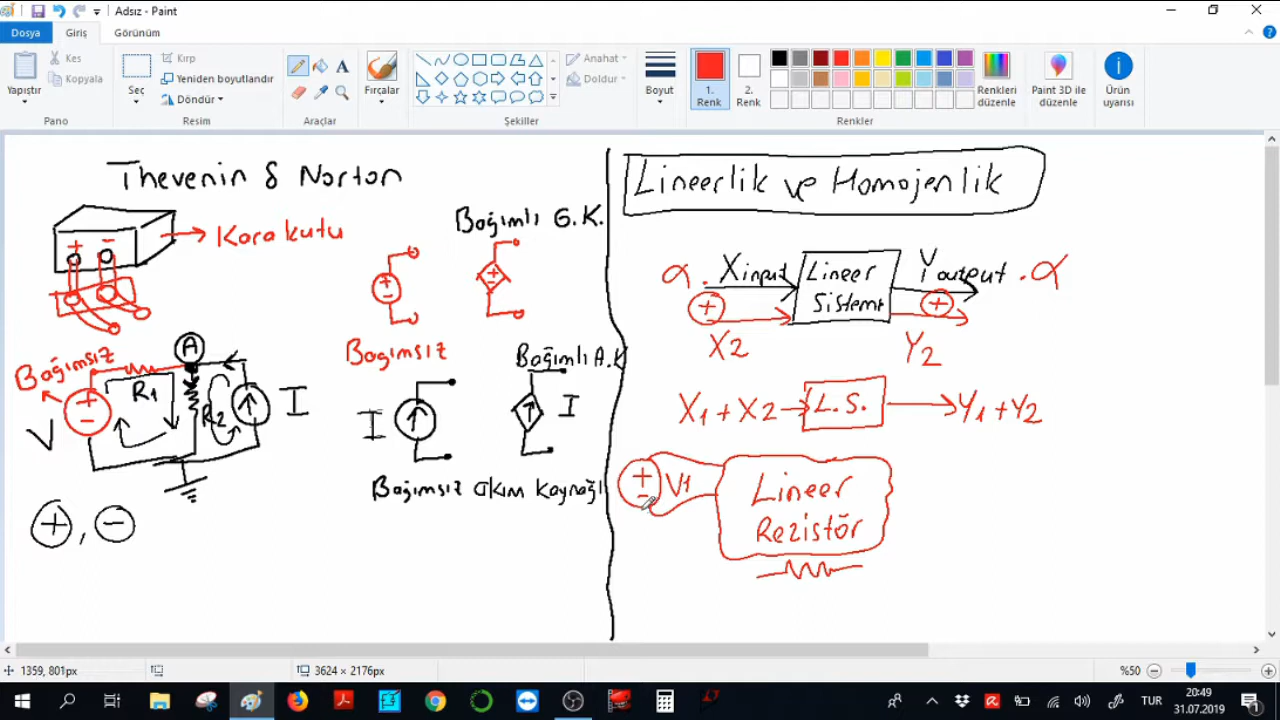 Adsız - Paint
Dosya
Giriş
Görünüm
Yapıştır
Kes
Kopyala
Pano
Seç
Kırp
Yeniden boyutlandır
Döndür
Resim
A
Araçlar
Fırçalar
Anahat
Doldur
Şekiller
Boyut
1.
Renk
2.
Renk
Renkleri
düzenle
Renkler
Paint 3D ile
düzenle
Ürün
uyarısı
Thevenin & Norton
+ -
Kara kutu
Bağımlı G.K.
+
-
+
-
Bağımsız
Bağımlı A.K
Bağımsız
A
R1
R2
I
+
-
V
I
I
Bağımsız akım Kaynağı
+ , -
Lineerlik ve Homojenlik
α . Xinput
Lineer
Sistem
Youtput . α
+
+
X2
Y2
X1 + X2
L.S.
Y1 + Y2
+
-
V1
Lineer
Rezistör
1359, 801px
3624 × 2176px
%50
TUR
20:49
31.07.2019
1